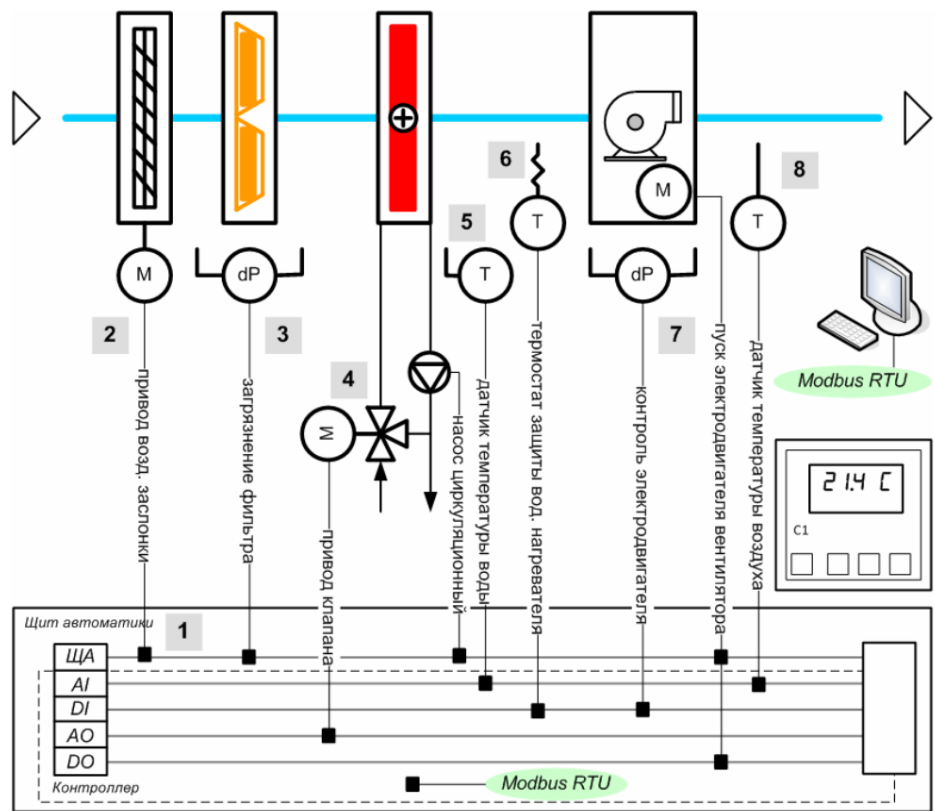 6
8
M
T
T
5
M
dP
T
dP
2
3
7
4
M
привод возд. заслонки
загрязнение фильтра
привод клапана
насос циркуляционный
датчик температуры воды
термостат защиты вод. нагревателя
контроль электродвигателя
пуск электродвигателя вентилятора
датчик температуры воздуха
Modbus RTU
21.4 C
C1
Щит автоматики
1
ЩА
AI
DI
AO
DO
Контроллер
Modbus RTU